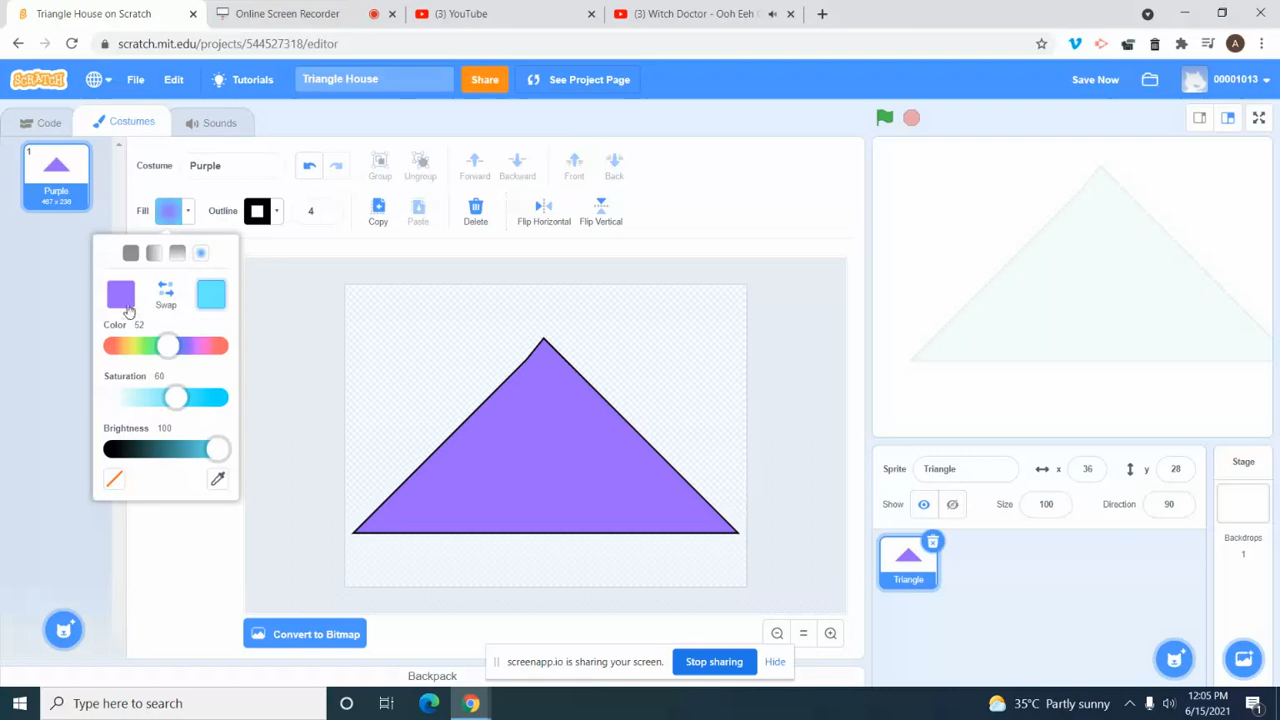 Triangle House on Scratch
Online Screen Recorder
(3) YouTube
(3) Witch Doctor - Ooh Eeh
scratch.mit.edu/projects/544527318/editor
A
SCRATCH
File
Edit
Tutorials
Triangle House
Share
See Project Page
Save Now
00001013
Code
Costumes
Sounds
1
Purple
467 x 238
Costume
Purple
Group
Ungroup
Forward
Backward
Front
Back
Fill
Outline
4
Copy
Paste
Delete
Flip Horizontal
Flip Vertical
Swap
Color 52
Saturation 60
Brightness 100
Convert to Bitmap
Backpack
screenapp.io is sharing your screen.
Stop sharing
Hide
Sprite
Triangle
x
36
y
28
Show
Size
100
Direction
90
Triangle
Stage
Backdrops
1
Type here to search
35°C Partly sunny
12:05 PM
6/15/2021
1